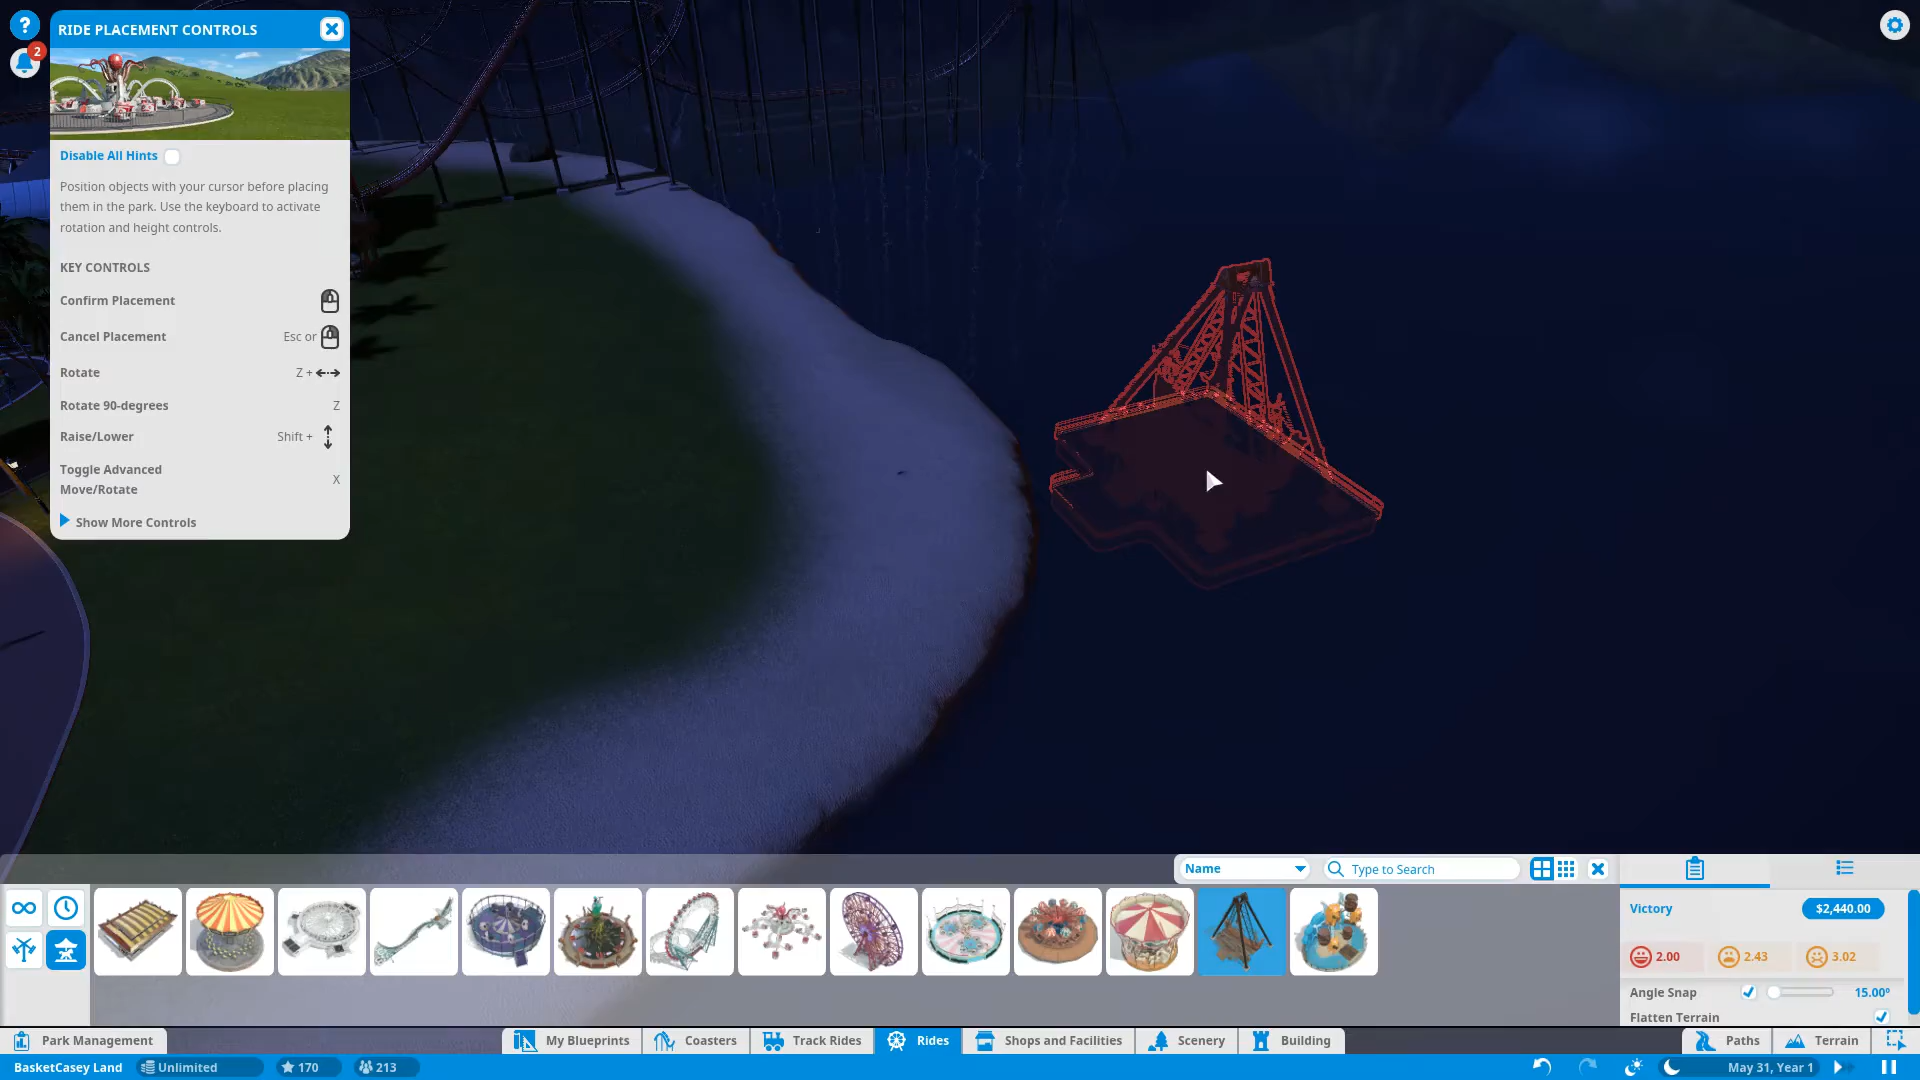 ?
2
RIDE PLACEMENT CONTROLS
Disable All Hints
Position objects with your cursor before placing
them in the park. Use the keyboard to activate
rotation and height controls.
KEY CONTROLS
Confirm Placement
Cancel Placement Esc or
Rotate Z +
Rotate 90-degrees Z
Raise/Lower Shift +
Toggle Advanced
Move/Rotate X
Show More Controls
Name Type to Search
Victory $2,440.00
2.00 2.43 3.02
Angle Snap 15.00°
Flatten Terrain
Park Management My Blueprints Coasters Track Rides Rides Shops and Facilities Scenery Building Paths Terrain
BasketCasey Land Unlimited 170 213 May 31, Year 1